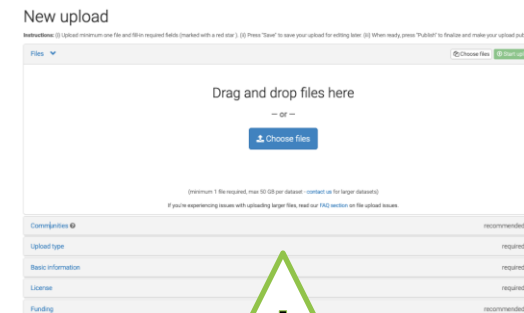 New upload
Instructions: (i) Upload minimum one file and fill-in required fields (marked with a red star ). (ii) Press "Save" to save your upload for editing later. (iii) When ready, press "Publish" to finalize and make your upload pub
Files
Choose files
Start upl
Drag and drop files here
— or —
Choose files
(minimum 1 file required, max 50 GB per dataset - contact us for larger datasets)
If you're experiencing issues with uploading larger files, read our FAQ section on file upload issues.
Communities
recommended
Upload type
required
Basic information
required
License
required
Funding
recommended